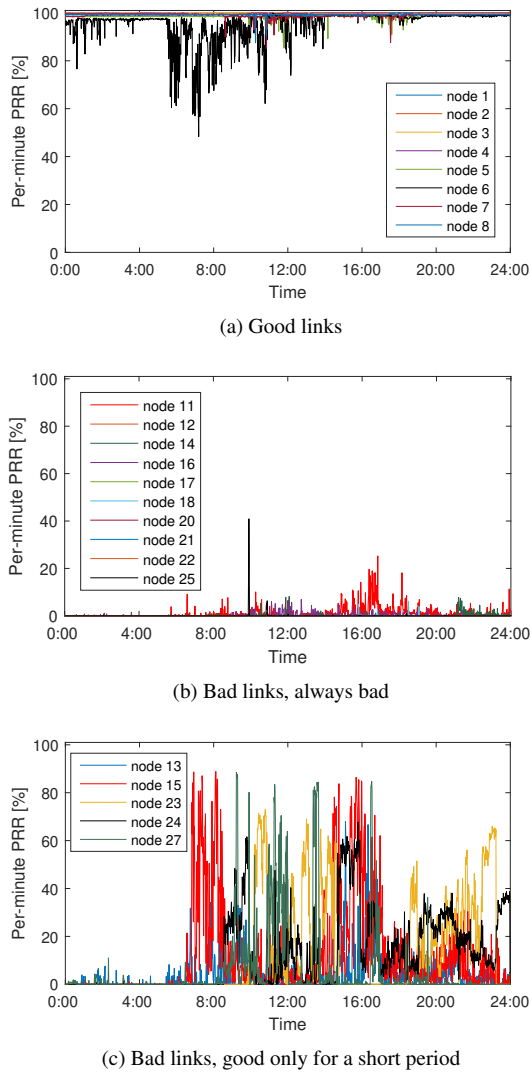 100
80
60
40
20
0
Per-minute PRR [%]
node 1
node 2
node 3
node 4
node 5
node 6
node 7
node 8
0:00 4:00 8:00 12:00 16:00 20:00 24:00
Time
(a) Good links
100
80
60
40
20
0
Per-minute PRR [%]
node 11
node 12
node 14
node 16
node 17
node 18
node 20
node 21
node 22
node 25
0:00 4:00 8:00 12:00 16:00 20:00 24:00
Time
(b) Bad links, always bad
100
80
60
40
20
0
Per-minute PRR [%]
node 13
node 15
node 23
node 24
node 27
0:00 4:00 8:00 12:00 16:00 20:00 24:00
Time
(c) Bad links, good only for a short period